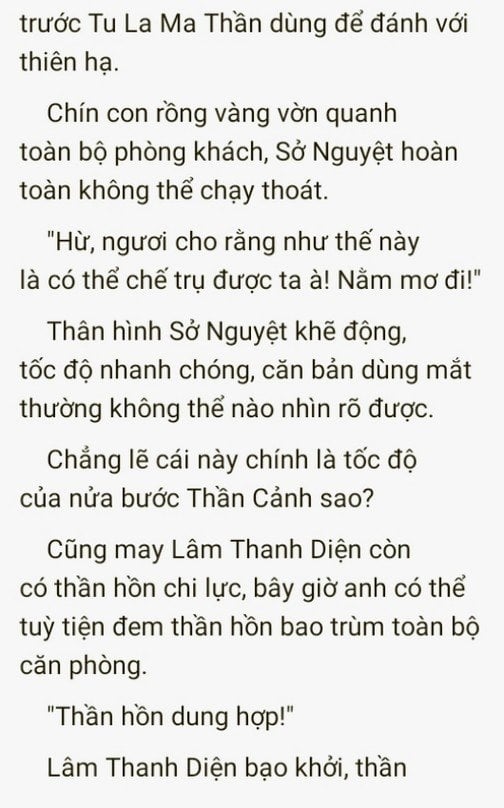 trước Tu La Ma Thần dùng để đánh với
thiên hạ.
Chín con rồng vàng vờn quanh
toàn bộ phòng khách, Sở Nguyệt hoàn
toàn không thể chạy thoát.
"Hừ, ngươi cho rằng như thế này
là có thể chế trụ được ta à! Nằm mơ đi!"
Thân hình Sở Nguyệt khẽ động,
tốc độ nhanh chóng, căn bản dùng mắt
thường không thể nào nhìn rõ được.
Chẳng lẽ cái này chính là tốc độ
của nửa bước Thần Cảnh sao?
Cũng may Lâm Thanh Diện còn
có thần hồn chi lực, bây giờ anh có thể
tuỳ tiện đem thần hồn bao trùm toàn bộ
căn phòng.
"Thần hồn dung hợp!"
Lâm Thanh Diện bạo khởi, thần